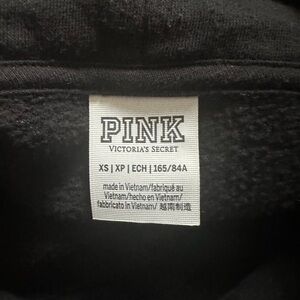 PINK
VICTORIA'S SECRET
XS | XP | ECH | 165/84A
made in Vietnam/fabriqué au
Vietnam/hecho en Vietnam/
fabbricato in Vietnam/ 越南制造